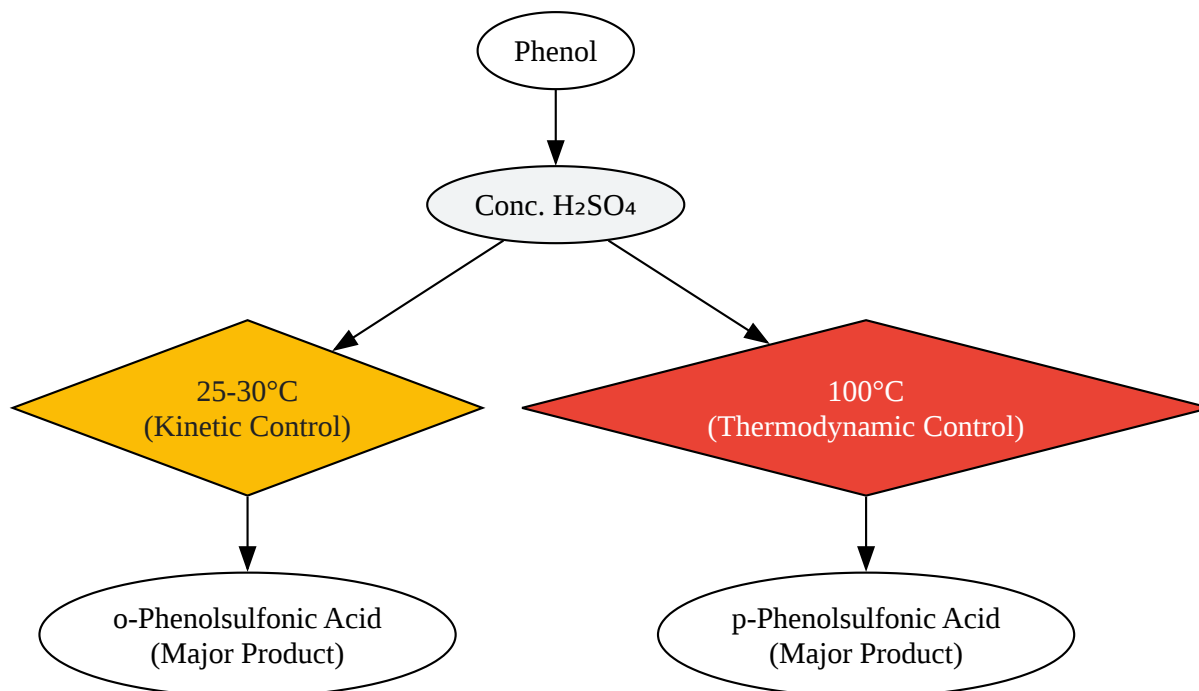 Phenol
Conc. H₂SO₄
25-30°C
(Kinetic Control)
100°C
(Thermodynamic Control)
o-Phenolsulfonic Acid
(Major Product)
p-Phenolsulfonic Acid
(Major Product)